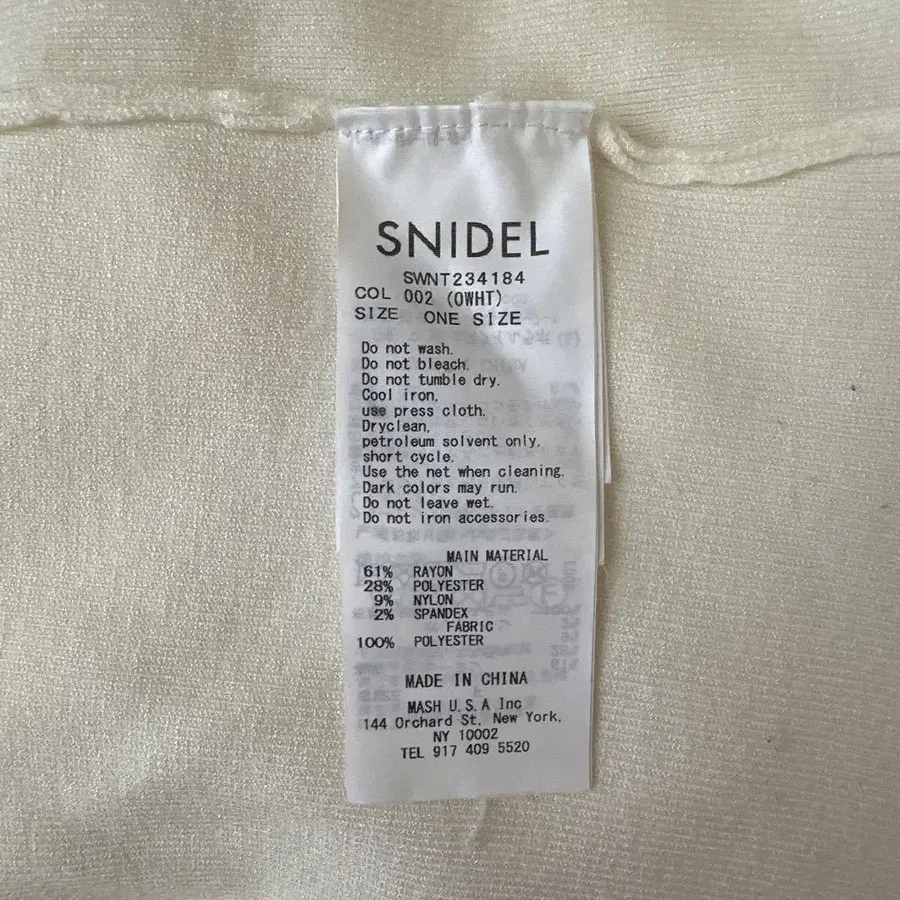 SNIDEL
SWNT234184
COL 002 (OWHT)
SIZE ONE SIZE
Do not wash.
Do not bleach.
Do not tumble dry.
Cool iron,
use press cloth.
Dryclean,
petroleum solvent only,
short cycle.
Use the net when cleaning.
Dark colors may run.
Do not leave wet.
Do not iron accessories.
MAIN MATERIAL
61% RAYON
28% POLYESTER
9% NYLON
2% SPANDEX
FABRIC
100% POLYESTER
MADE IN CHINA
MASH U.S.A Inc
144 Orchard St. New York,
NY 10002
TEL 917 409 5520